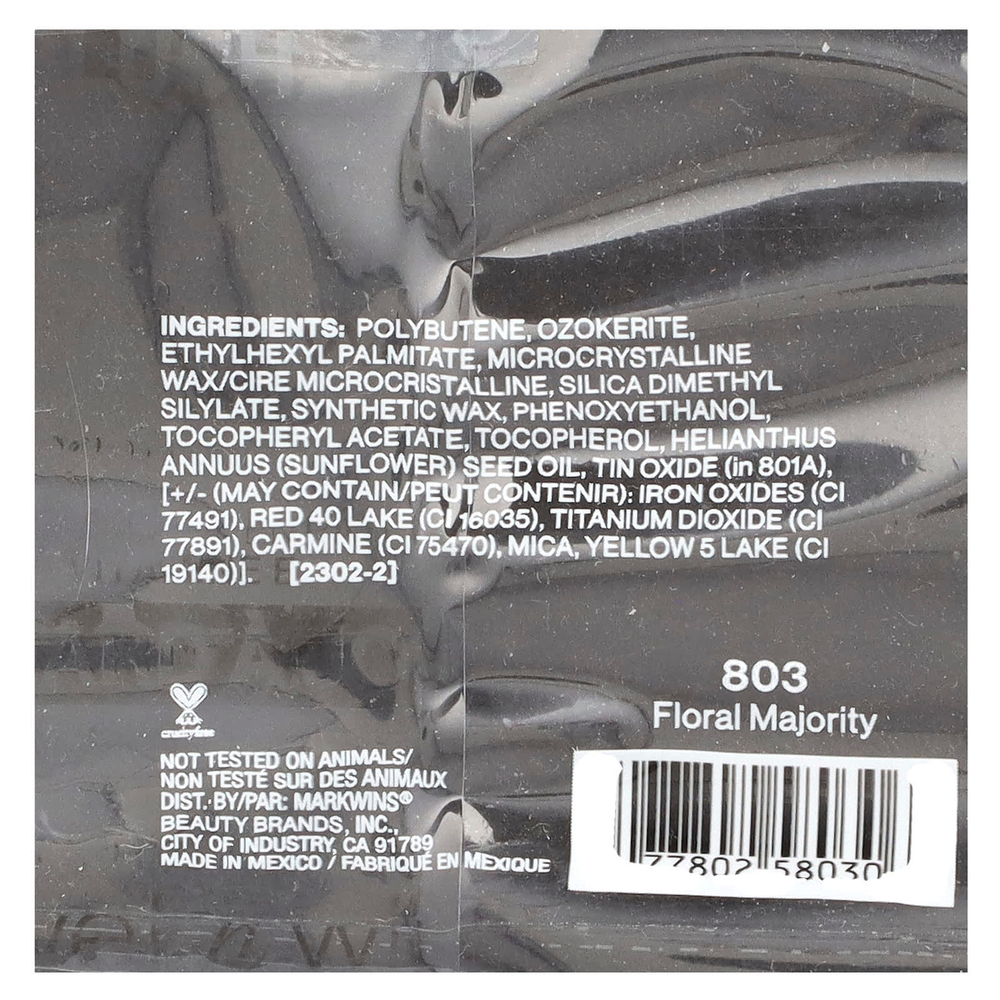 INGREDIENTS: POLYBUTENE, OZOKERITE,
ETHYLHEXYL PALMITATE, MICROCRYSTALLINE
WAX/CIRE MICROCRISTALLINE, SILICA DIMETHYL
SILYLATE, SYNTHETIC WAX, PHENOXYETHANOL,
TOCOPHERYL ACETATE, TOCOPHEROL, HELIANTHUS
ANNUUS (SUNFLOWER) SEED OIL, TIN OXIDE (in 801A),
[+/- (MAY CONTAIN/PEUT CONTENIR): IRON OXIDES (CI
77491), RED 40 LAKE (CI 16035), TITANIUM DIOXIDE (CI
77891), CARMINE (CI 75470), MICA, YELLOW 5 LAKE (CI
19140)]. [2302-2]
803
Floral Majority
crueltyfree
NOT TESTED ON ANIMALS/
NON TESTÉ SUR DES ANIMAUX
DIST. BY/PAR: MARKWINS®
BEAUTY BRANDS, INC.,
CITY OF INDUSTRY, CA 91789
MADE IN MEXICO / FABRIQUÉ EN MEXIQUE
77802 58030